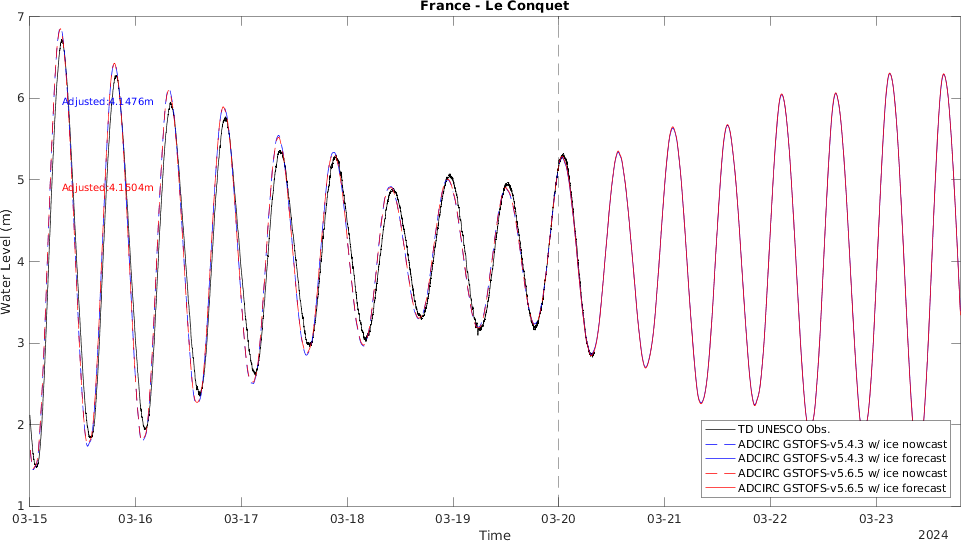 France - Le Conquet
Water Level (m)
7
6
5
4
3
2
1
Adjusted:4.1476m
Adjusted:4.1604m
TD UNESCO Obs.
ADCIRC GSTOFS-v5.4.3 w/ ice nowcast
ADCIRC GSTOFS-v5.4.3 w/ ice forecast
ADCIRC GSTOFS-v5.6.5 w/ ice nowcast
ADCIRC GSTOFS-v5.6.5 w/ ice forecast
03-15 03-16 03-17 03-18 03-19 03-20 03-21 03-22 03-23
Time
2024